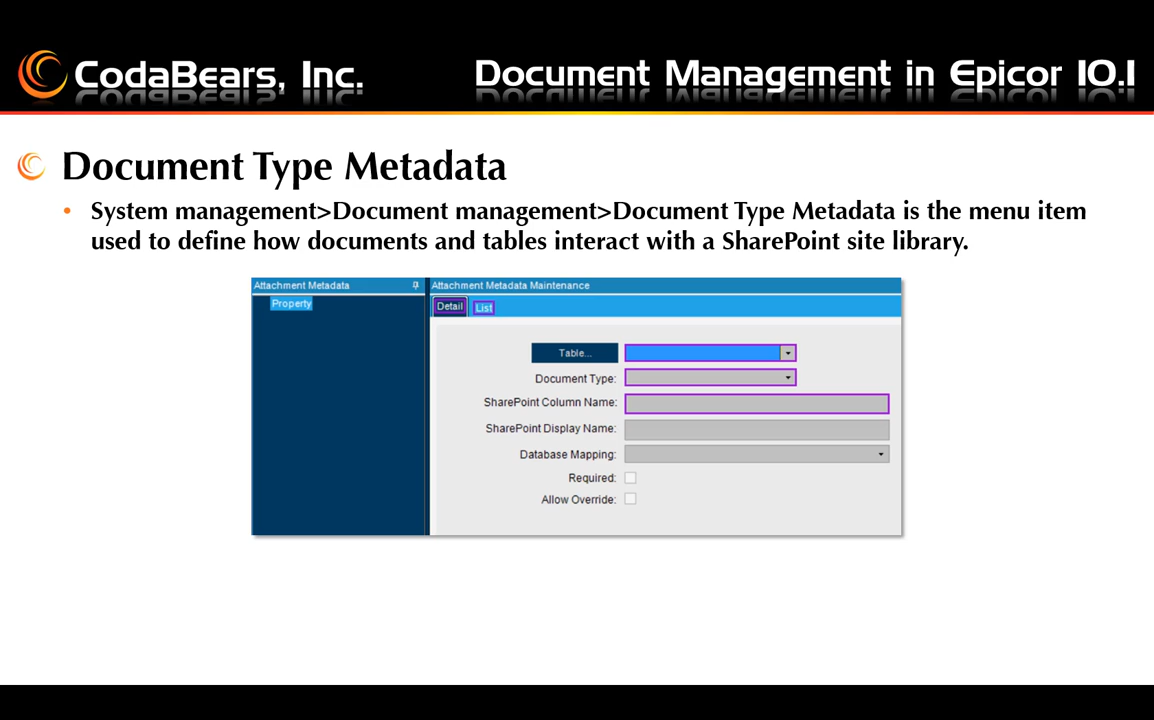 CodaBears, Inc.
Document Management in Epicor 10.1
Document Type Metadata
• System management>Document management>Document Type Metadata is the menu item
used to define how documents and tables interact with a SharePoint site library.
Attachment Metadata
Property
Attachment Metadata Maintenance
Detail List
Table...
Document Type:
SharePoint Column Name:
SharePoint Display Name:
Database Mapping:
Required:
Allow Override: